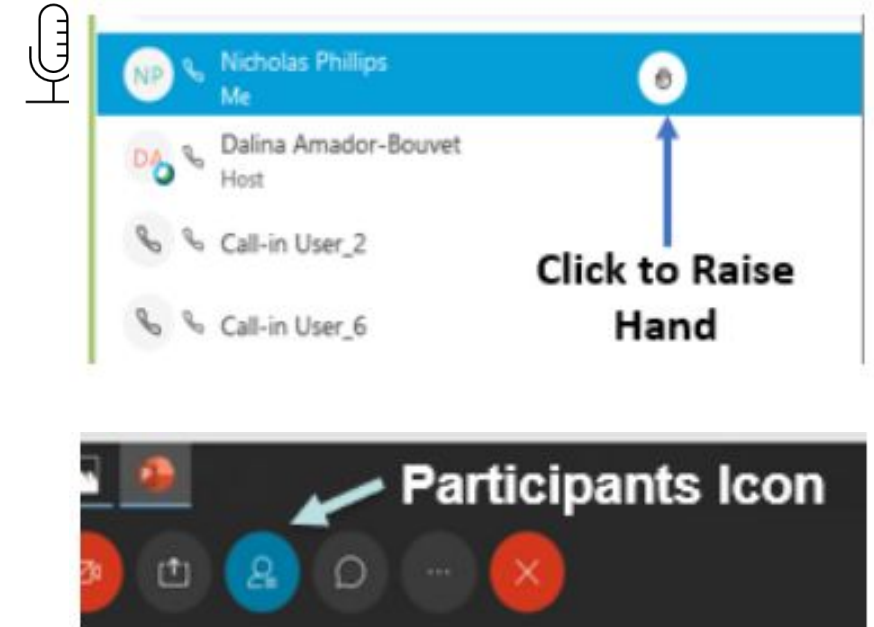 NP
Nicholas Phillips
Me
DA
Dalina Amador-Bouvet
Host
Call-in User_2
Call-in User_6
Click to Raise
Hand
Participants Icon